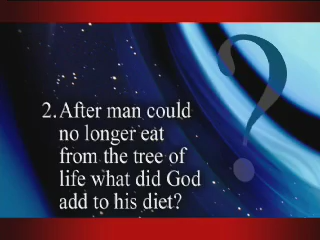 2. After man could
no longer eat
from the tree of
life what did God
add to his diet?
?